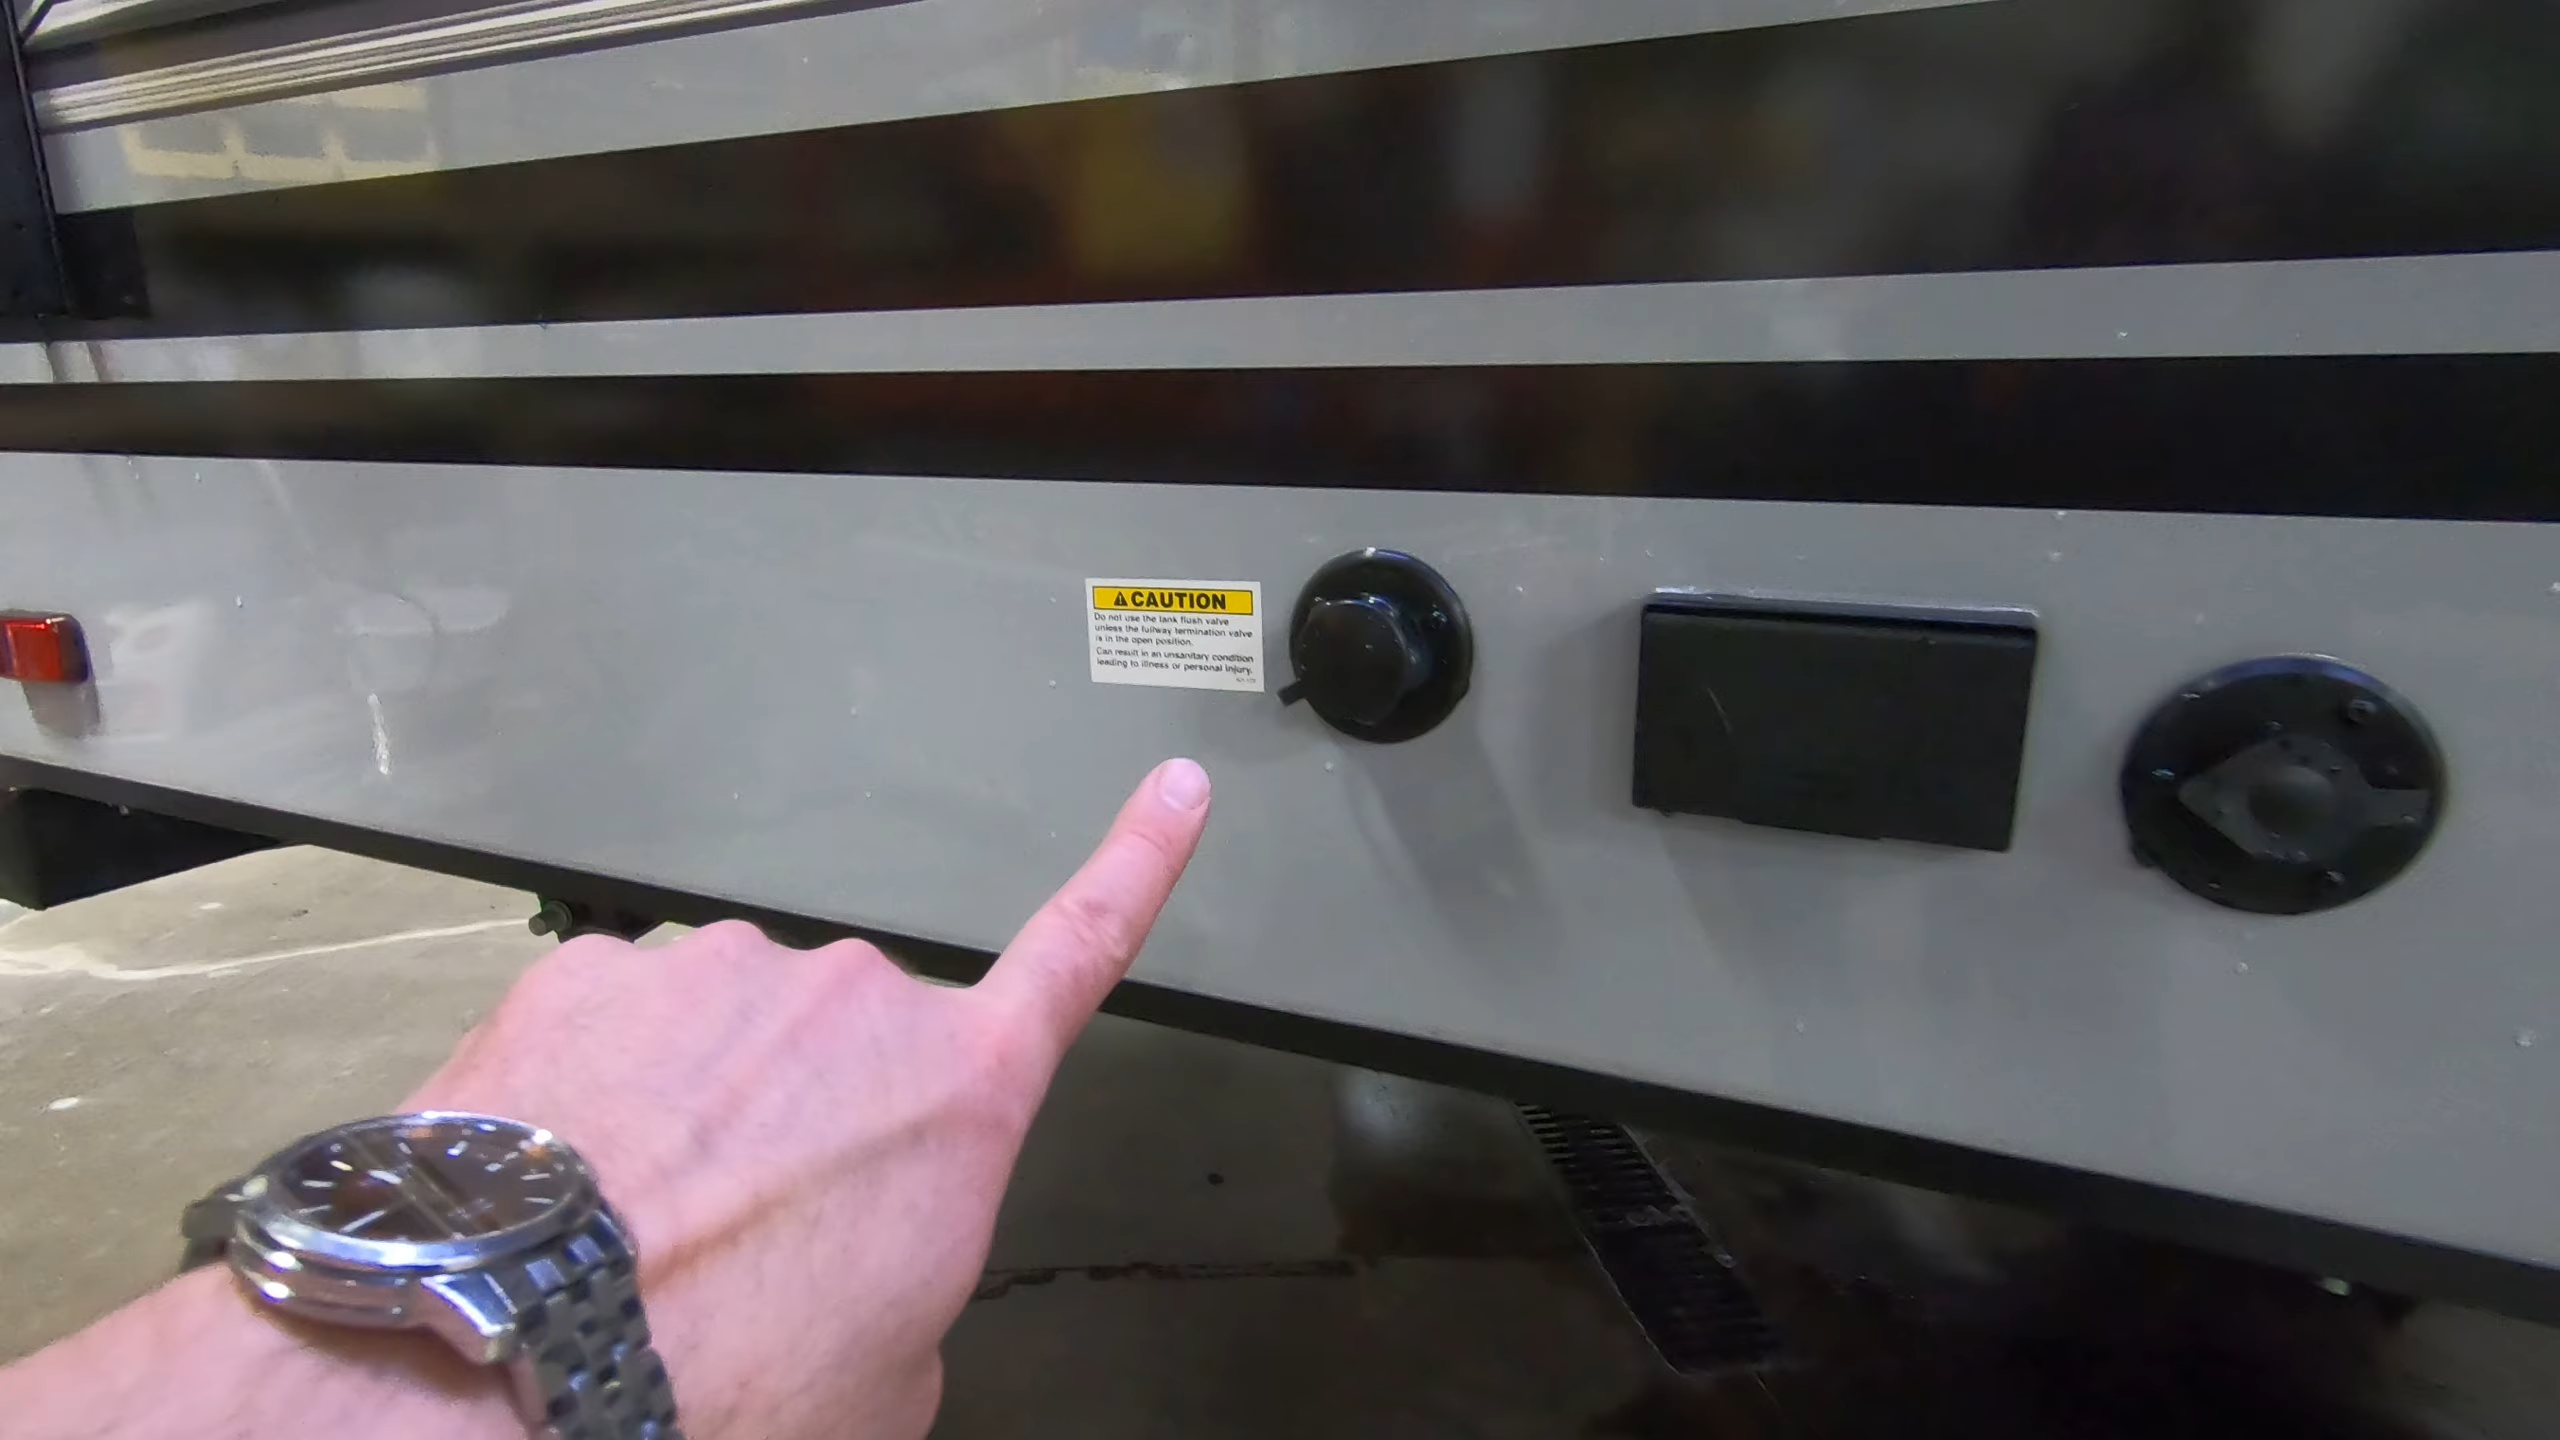 ⚠CAUTION
Do not use the tank flush valve
unless the fullway termination valve
is in the open position.
Can result in an unsanitary condition
leading to illness or personal injury.